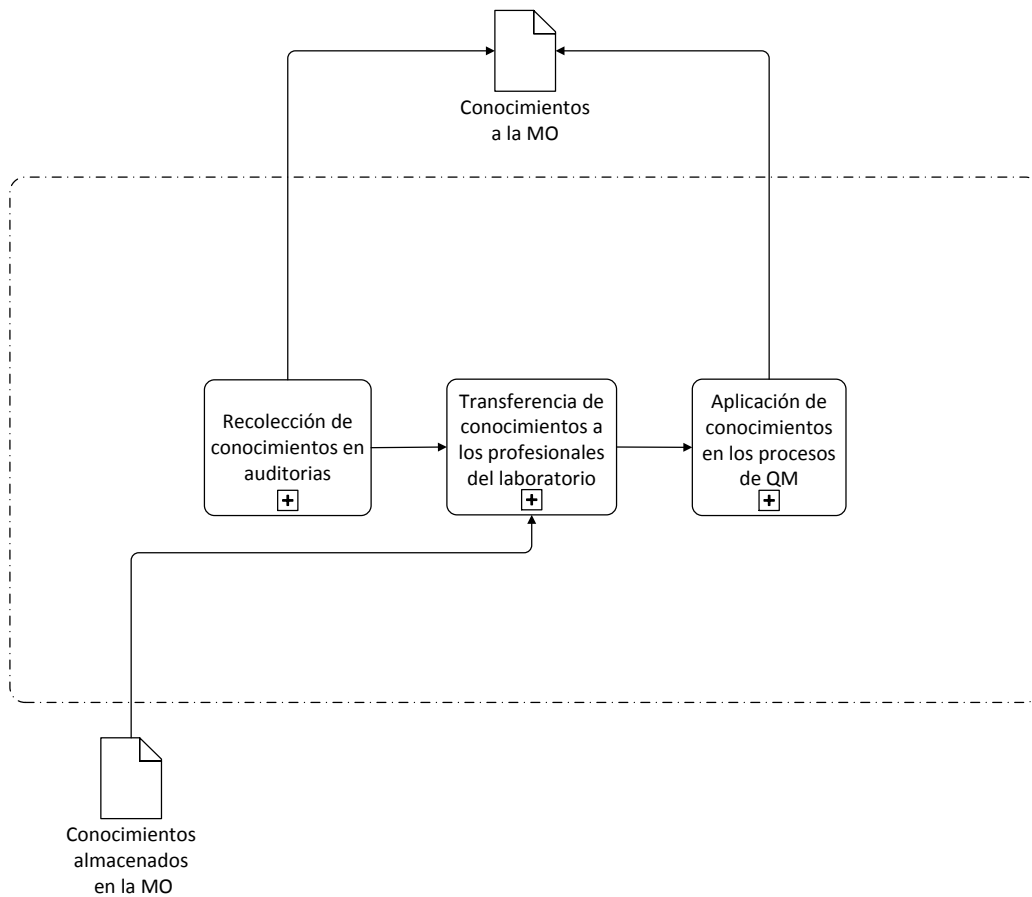 Conocimientos
a la MO
Recolección de
conocimientos en
auditorias
Transferencia de
conocimientos a
los profesionales
del laboratorio
Aplicación de
conocimientos
en los procesos
de QM
Conocimientos
almacenados
en la MO